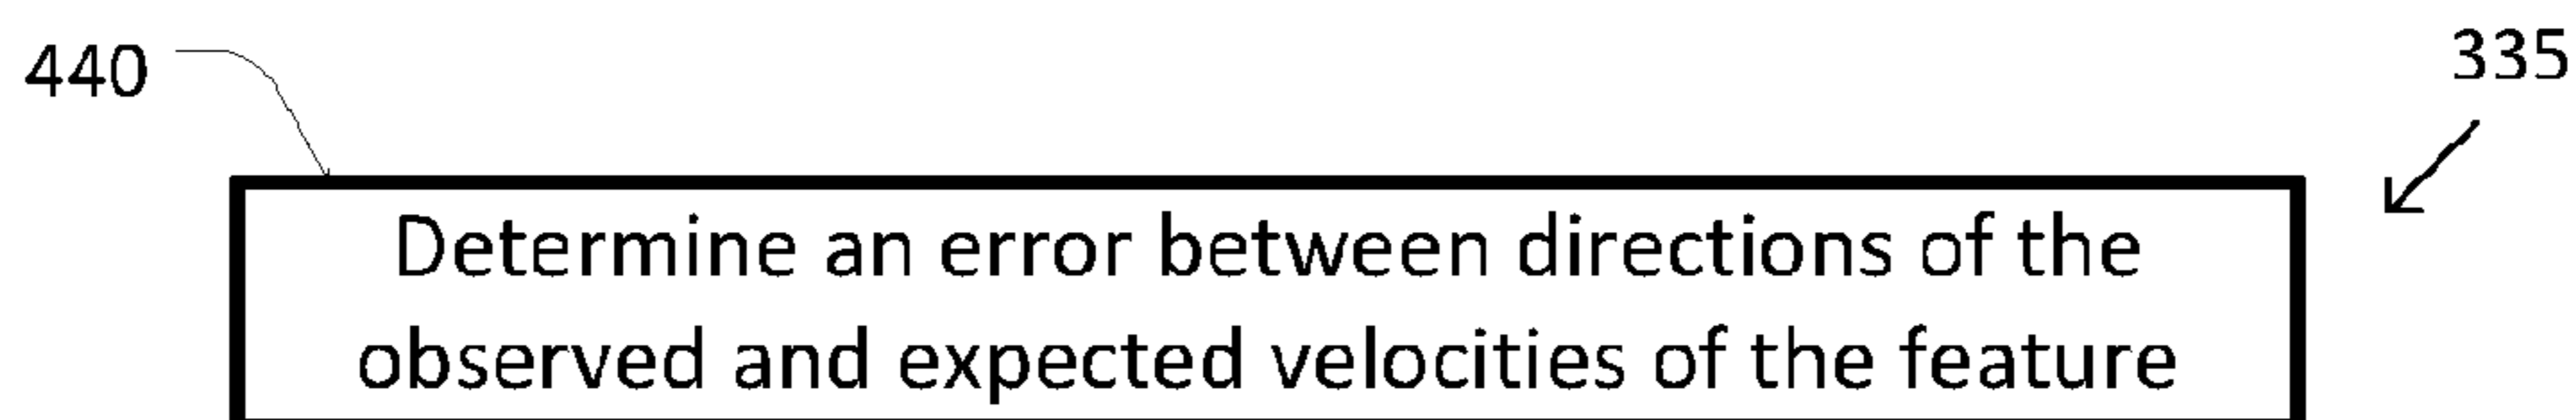 440
335
Determine an error between directions of the
observed and expected velocities of the feature